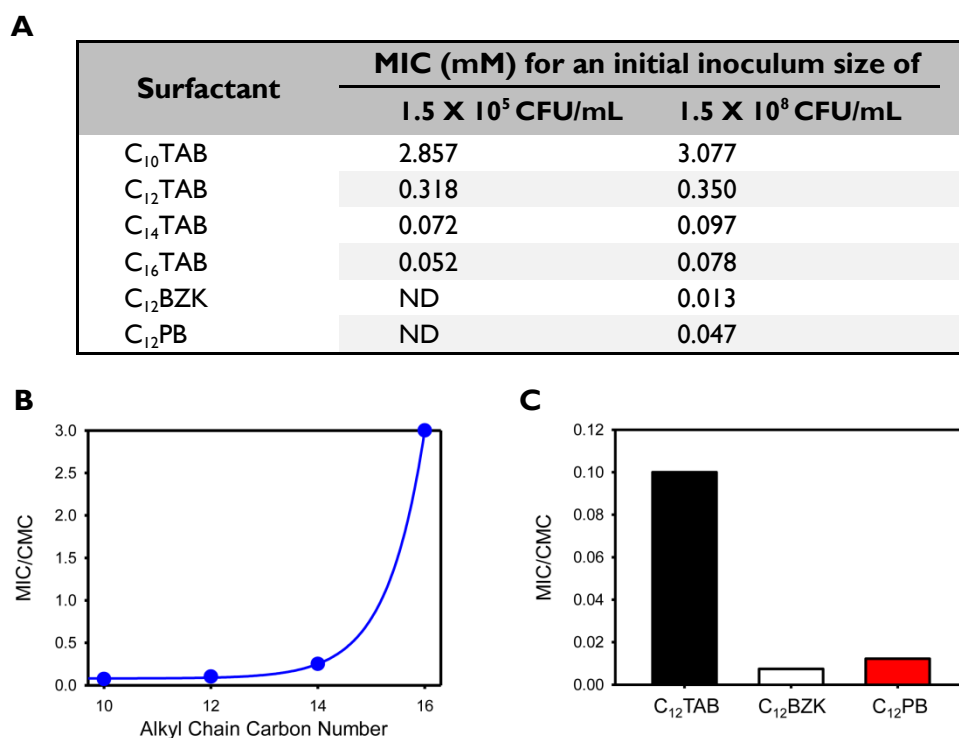 A
Surfactant
MIC (mM) for an initial inoculum size of
1.5 X 10⁵ CFU/mL 1.5 X 10⁸ CFU/mL
C₁₀TAB 2.857 3.077
C₁₂TAB 0.318 0.350
C₁₄TAB 0.072 0.097
C₁₆TAB 0.052 0.078
C₁₂BZK ND 0.013
C₁₂PB ND 0.047
B
3.0
2.5
2.0
1.5
1.0
0.5
0.0
MIC/CMC
10 12 14 16
Alkyl Chain Carbon Number
C
0.12
0.10
0.08
0.06
0.04
0.02
0.00
MIC/CMC
C₁₂TAB C₁₂BZK C₁₂PB